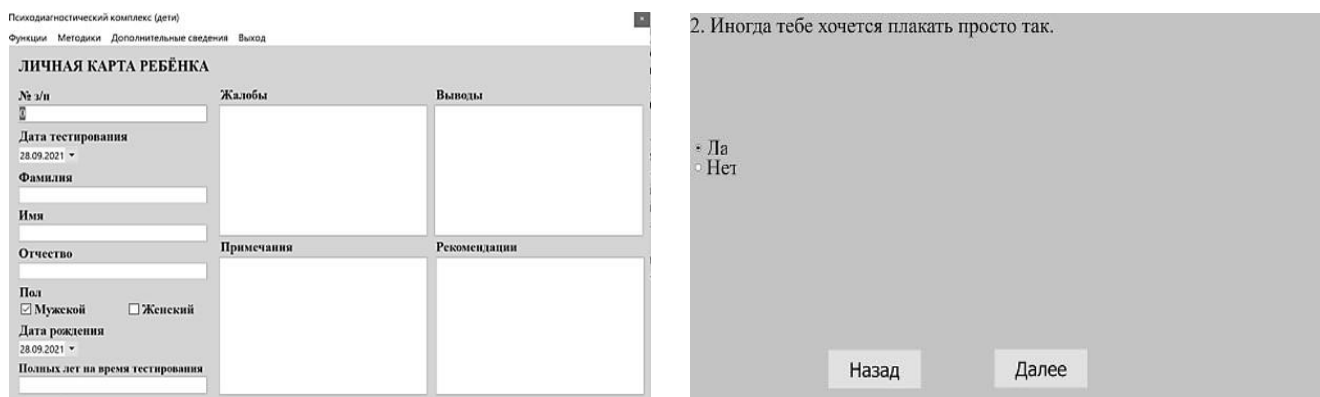 Психодиагностический комплекс (дети)
Функции Методики Дополнительные сведения Выход
ЛИЧНАЯ КАРТА РЕБЁНКА
№ з/п
0
Дата тестирования
28.09.2021
Фамилия
Имя
Отчество
Пол
Мужской Женский
Дата рождения
28.09.2021
Полных лет на время тестирования
Жалобы
Выводы
Примечания
Рекомендации
2. Иногда тебе хочется плакать просто так.
Да
Нет
Назад Далее